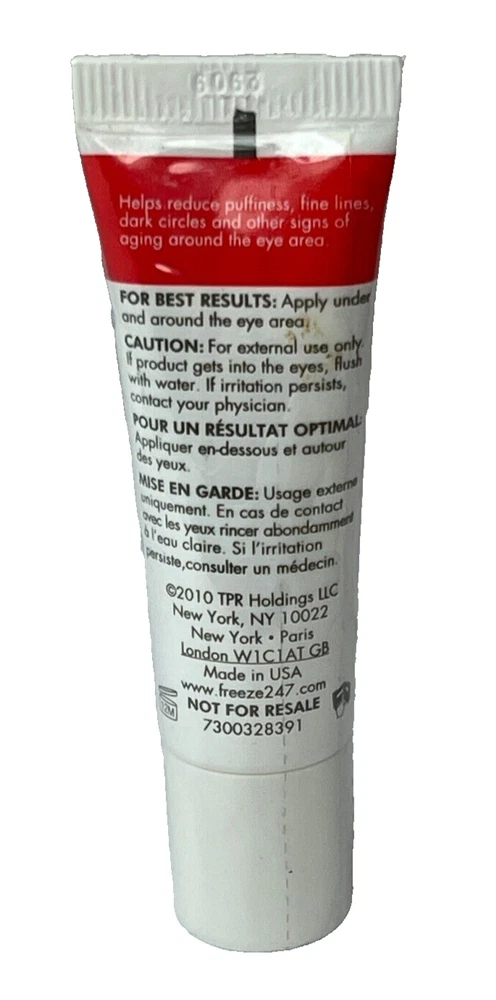 Helps reduce puffiness, fine lines,
dark circles and other signs of
aging around the eye area.
FOR BEST RESULTS: Apply under
and around the eye area.
CAUTION: For external use only.
If product gets into the eyes, flush
with water. If irritation persists,
contact your physician.
POUR UN RÉSULTAT OPTIMAL:
Appliquer en-dessous et autour
des yeux.
MISE EN GARDE: Usage externe
uniquement. En cas de contact
avec les yeux rincer abondamment
à l'eau claire. Si l'irritation
persiste,consulter un médecin.
©2010 TPR Holdings LLC
New York, NY 10022
New York • Paris
London W1C1AT GB
Made in USA
www.freeze247.com
12M
NOT FOR RESALE
7300328391